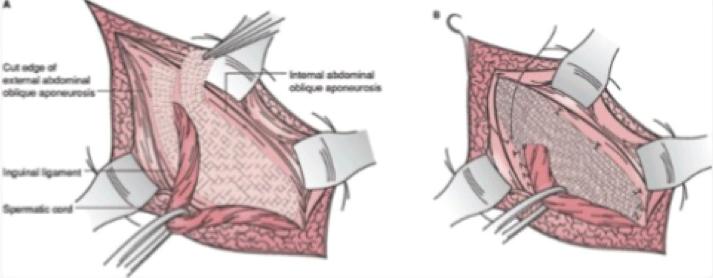 A
B
Cut edge of
external abdominal
oblique aponeurosis
Internal abdominal
oblique aponeurosis
Inguinal ligament
Spermatic cord